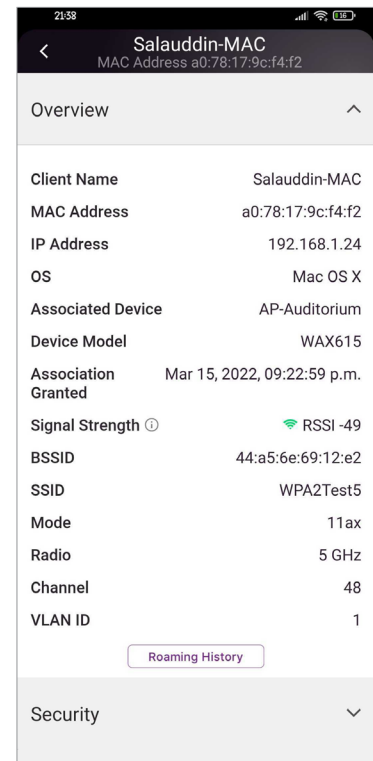 21:38
16
Salauddin-MAC
MAC Address a0:78:17:9c:f4:f2
Overview
Client Name Salauddin-MAC
MAC Address a0:78:17:9c:f4:f2
IP Address 192.168.1.24
OS Mac OS X
Associated Device AP-Auditorium
Device Model WAX615
Association Granted Mar 15, 2022, 09:22:59 p.m.
Signal Strength RSSI -49
BSSID 44:a5:6e:69:12:e2
SSID WPA2Test5
Mode 11ax
Radio 5 GHz
Channel 48
VLAN ID 1
Roaming History
Security